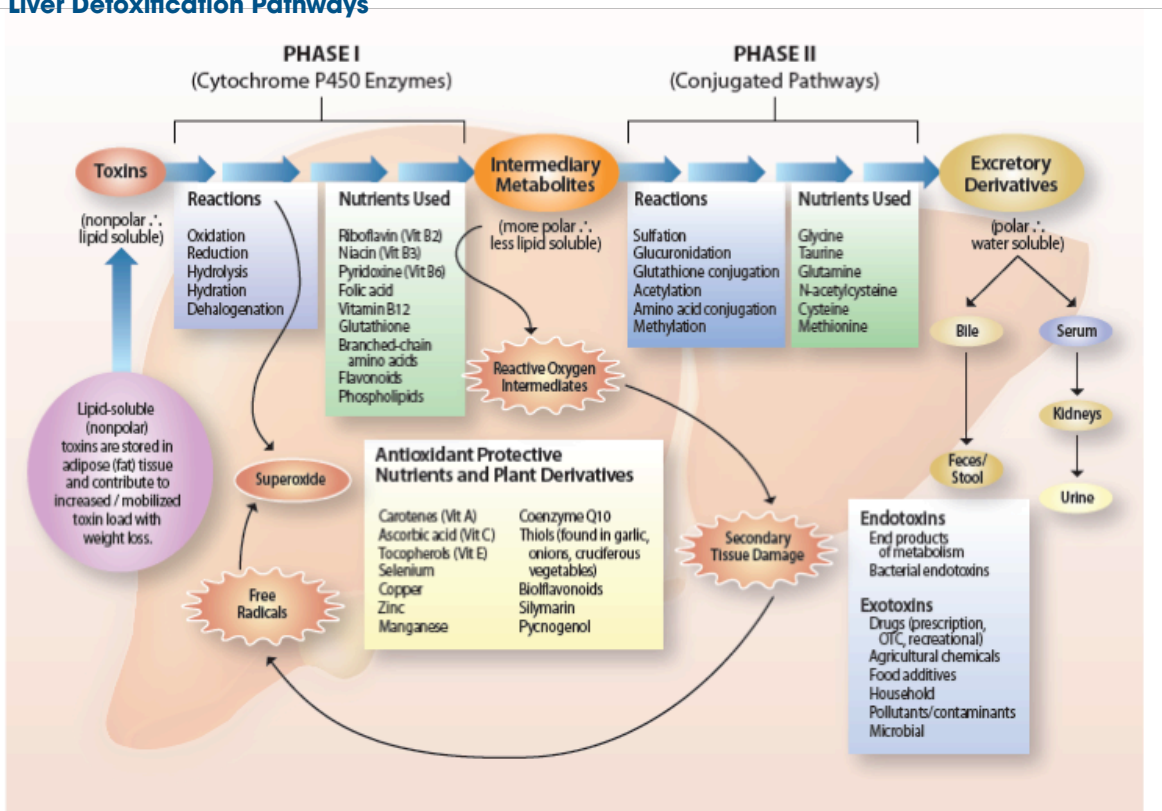 Liver Detoxification Pathways
PHASE I
(Cytochrome P450 Enzymes)
PHASE II
(Conjugated Pathways)
Toxins
(nonpolar ∴
lipid soluble)
Reactions
Oxidation
Reduction
Hydrolysis
Hydration
Dehalogenation
Nutrients Used
Riboflavin (Vit B2)
Niacin (Vit B3)
Pyridoxine (Vit B6)
Folic acid
Vitamin B12
Glutathione
Branched-chain
amino acids
Flavonoids
Phospholipids
Intermediary
Metabolites
(more polar ∴
less lipid soluble)
Reactions
Sulfation
Glucuronidation
Glutathione conjugation
Acetylation
Amino acid conjugation
Methylation
Nutrients Used
Glycine
Taurine
Glutamine
N-acetylcysteine
Cysteine
Methionine
Excretory
Derivatives
(polar ∴
water soluble)
Bile
Serum
Kidneys
Feces/
Stool
Urine
Reactive Oxygen
Intermediates
Lipid-soluble
(nonpolar)
toxins are stored in
adipose (fat) tissue
and contribute to
increased / mobilized
toxin load with
weight loss.
Superoxide
Free
Radicals
Antioxidant Protective
Nutrients and Plant Derivatives
Carotenes (Vit A)
Ascorbic acid (Vit C)
Tocopherols (Vit E)
Selenium
Copper
Zinc
Manganese
Coenzyme Q10
Thiols (found in garlic,
onions, cruciferous
vegetables)
Biolflavonoids
Silymarin
Pycnogenol
Secondary
Tissue Damage
Endotoxins
End products
of metabolism
Bacterial endotoxins
Exotoxins
Drugs (prescription,
OTC, recreational)
Agricultural chemicals
Food additives
Household
Pollutants/contaminants
Microbial